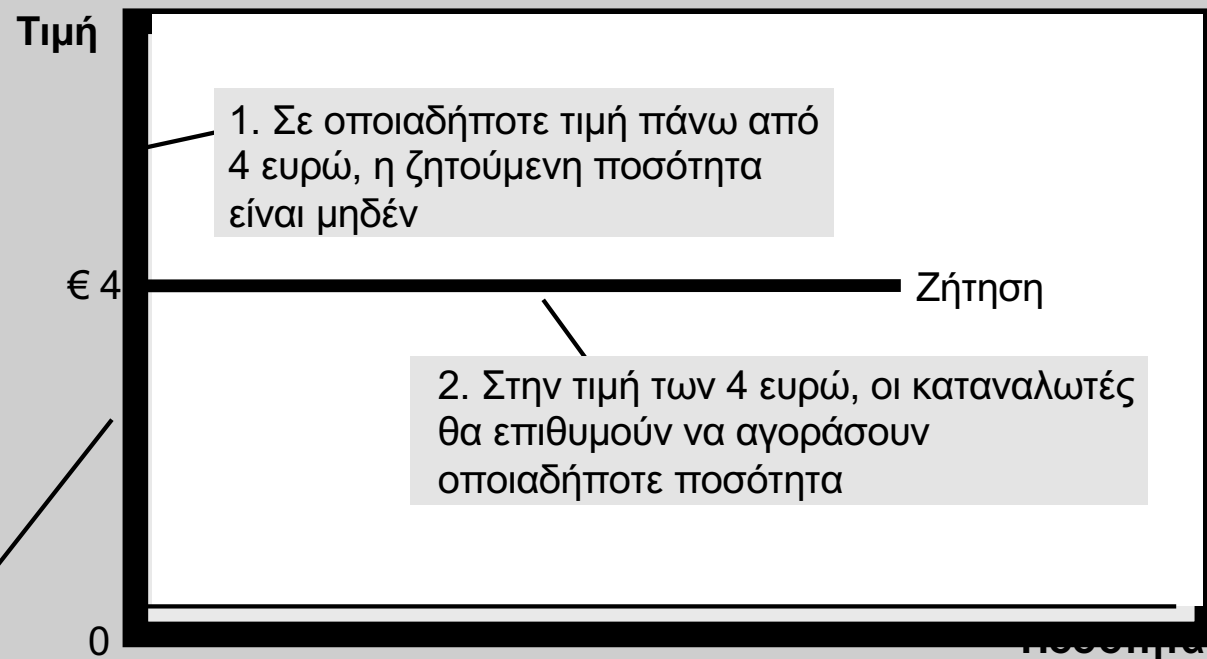 Τιμή
1. Σε οποιαδήποτε τιμή πάνω από
4 ευρώ, η ζητούμενη ποσότητα
είναι μηδέν
€ 4
Ζήτηση
2. Στην τιμή των 4 ευρώ, οι καταναλωτές
θα επιθυμούν να αγοράσουν
οποιαδήποτε ποσότητα
0
Ποσότητα